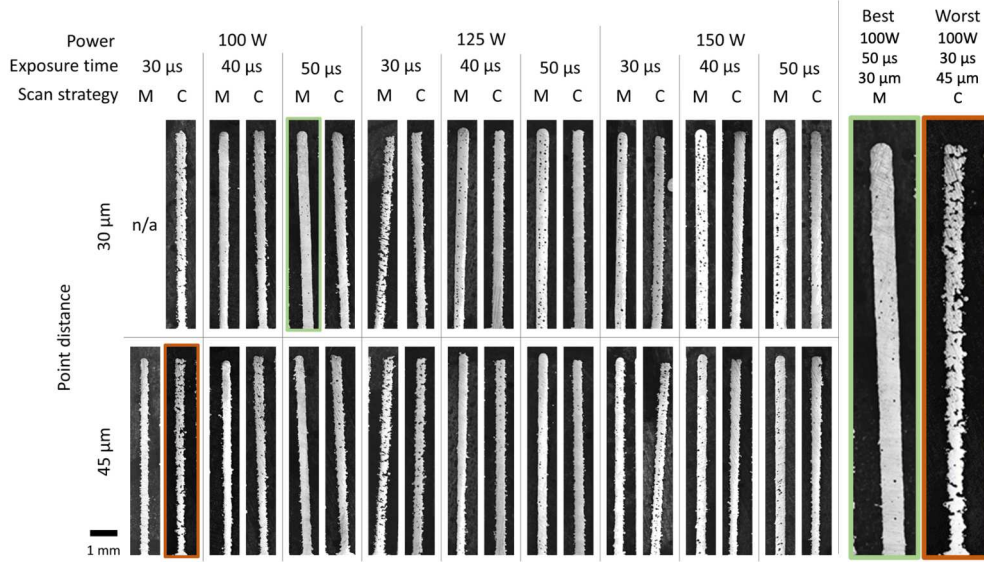 Power 100 W 125 W 150 W
Exposure time 30 µs 40 µs 50 µs 30 µs 40 µs 50 µs 30 µs 40 µs 50 µs
Scan strategy M C M C M C M C M C M C M C M C M C
Best
100W
50 µs
30 µm
M
Worst
100W
30 µs
45 µm
C
Point distance
30 µm
n/a
45 µm
1 mm